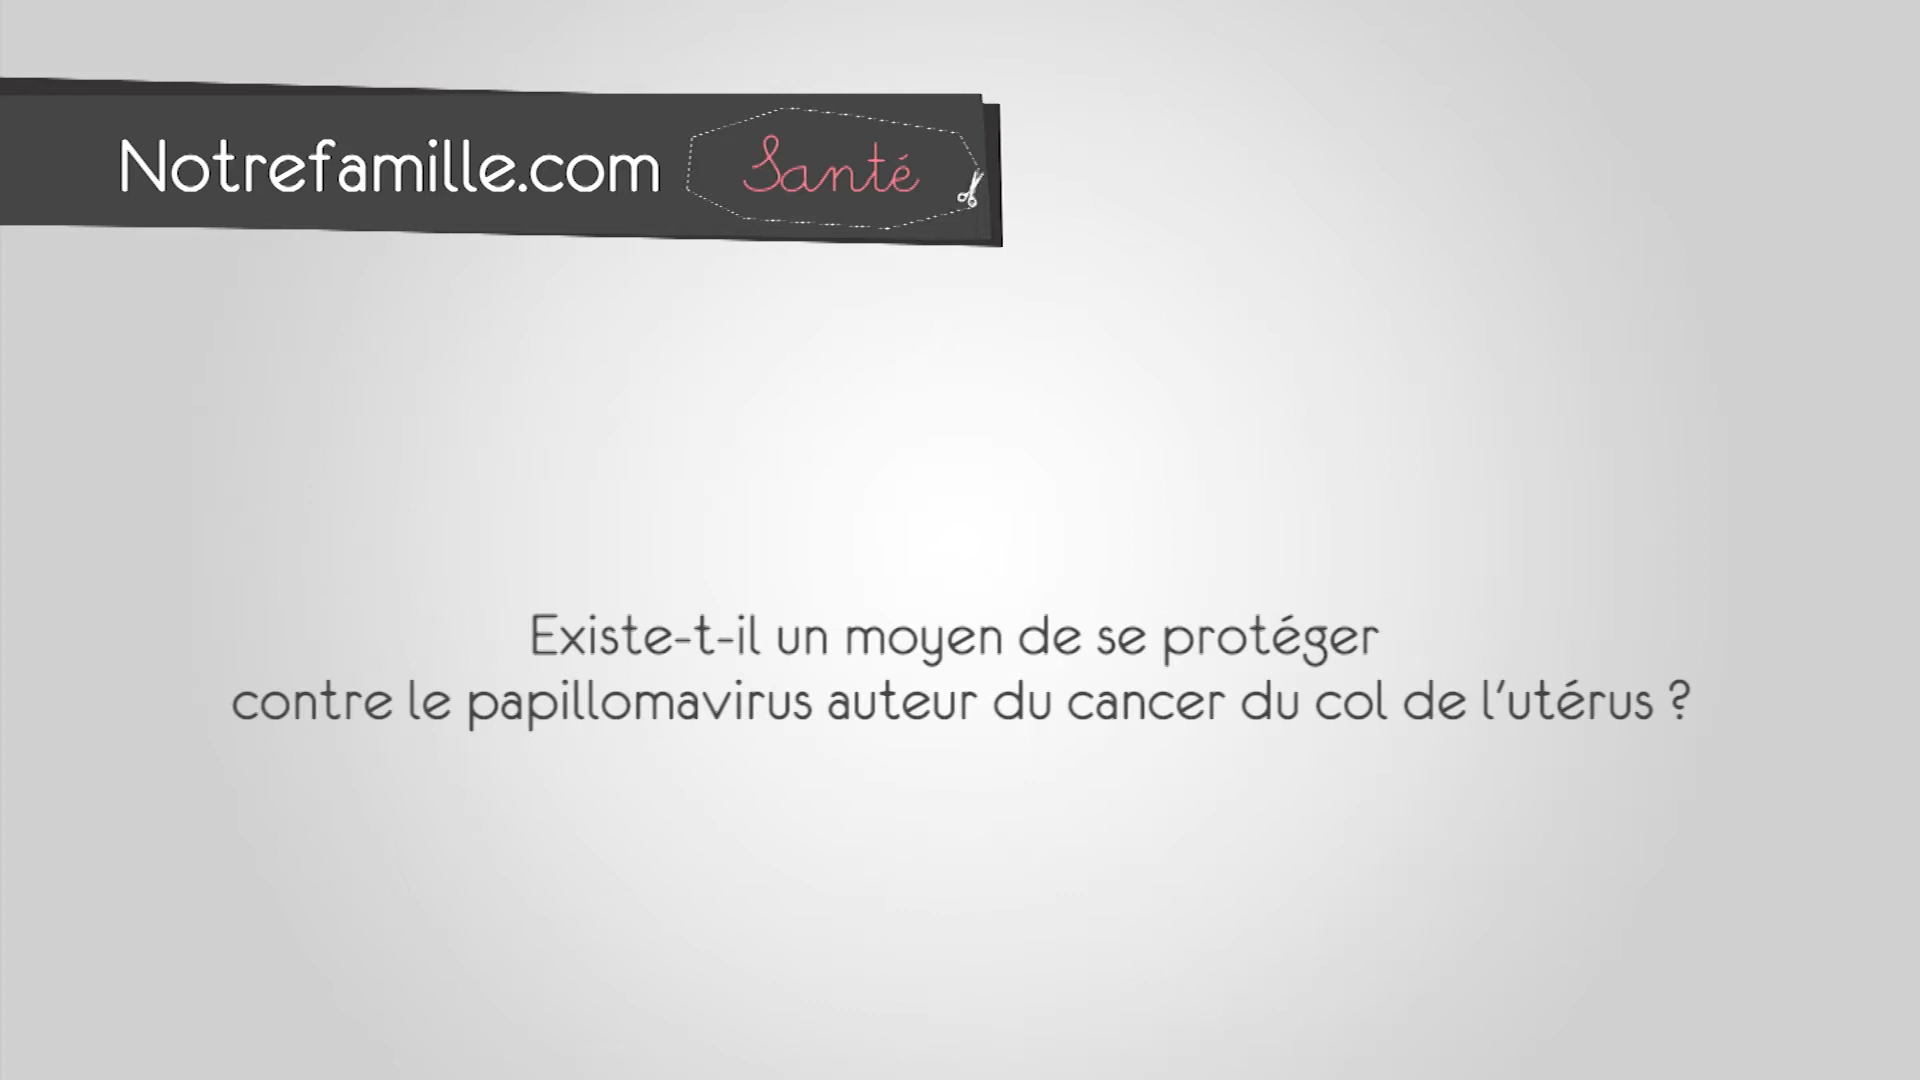 Notrefamille.com Santé
Existe-t-il un moyen de se protéger
contre le papillomavirus auteur du cancer du col de l'utérus ?